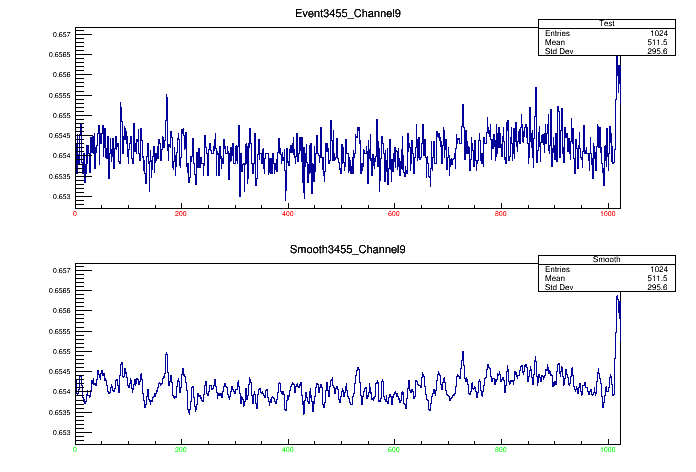 Event3455_Channel9
Test
Entries 1024
Mean 511.5
Std Dev 295.6
0.657
0.6565
0.656
0.6555
0.655
0.6545
0.654
0.6535
0.653
0 200 400 600 800 1000
Smooth3455_Channel9
Smooth
Entries 1024
Mean 511.5
Std Dev 295.6
0.657
0.6565
0.656
0.6555
0.655
0.6545
0.654
0.6535
0.653
0 200 400 600 800 1000